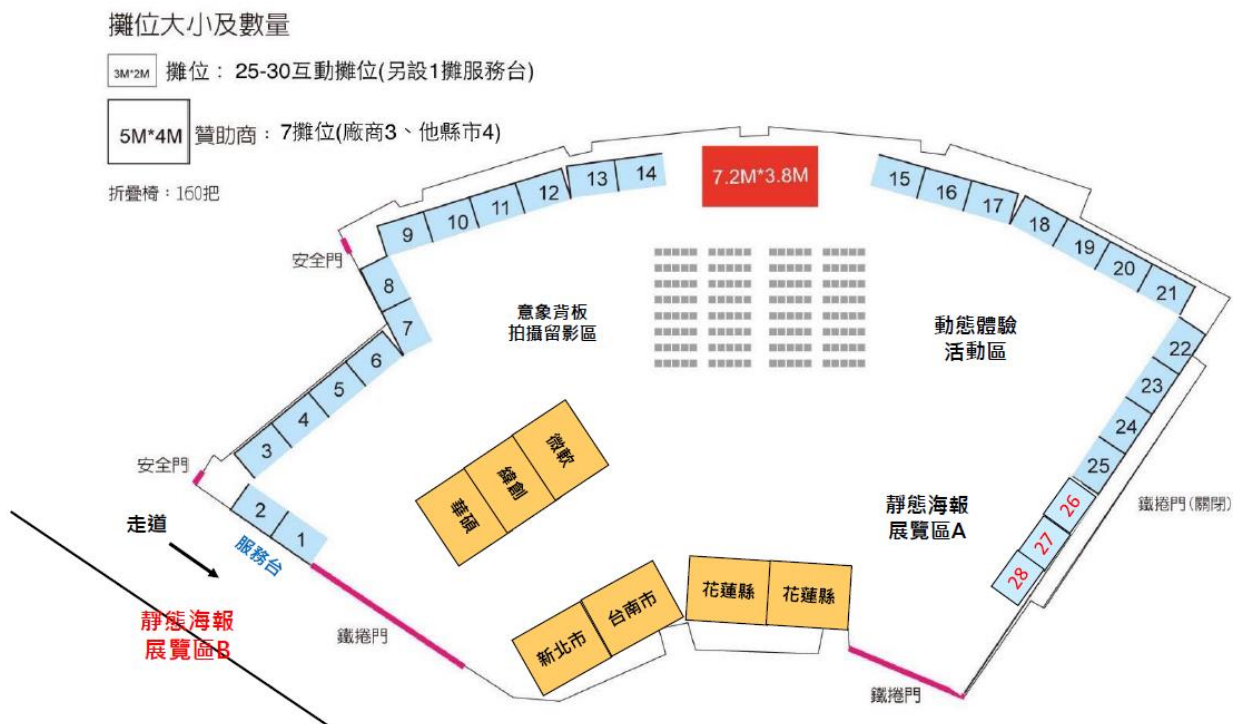 攤位大小及數量
3M*2M 攤位： 25-30互動攤位(另設1攤服務台)
5M*4M 贊助商： 7攤位(廠商3、他縣市4)
折疊椅：160把
7.2M*3.8M
9
10
11
12
13
14
15
16
17
18
19
20
21
22
23
24
25
26
27
28
安全門
8
7
6
5
4
3
安全門
2
1
服務台
意象背板
拍攝留影區
動態體驗
活動區
微軟
緯創
華碩
靜態海報
展覽區A
鐵捲門(關閉)
走道
靜態海報
展覽區B
鐵捲門
新北市
台南市
花蓮縣
花蓮縣
鐵捲門